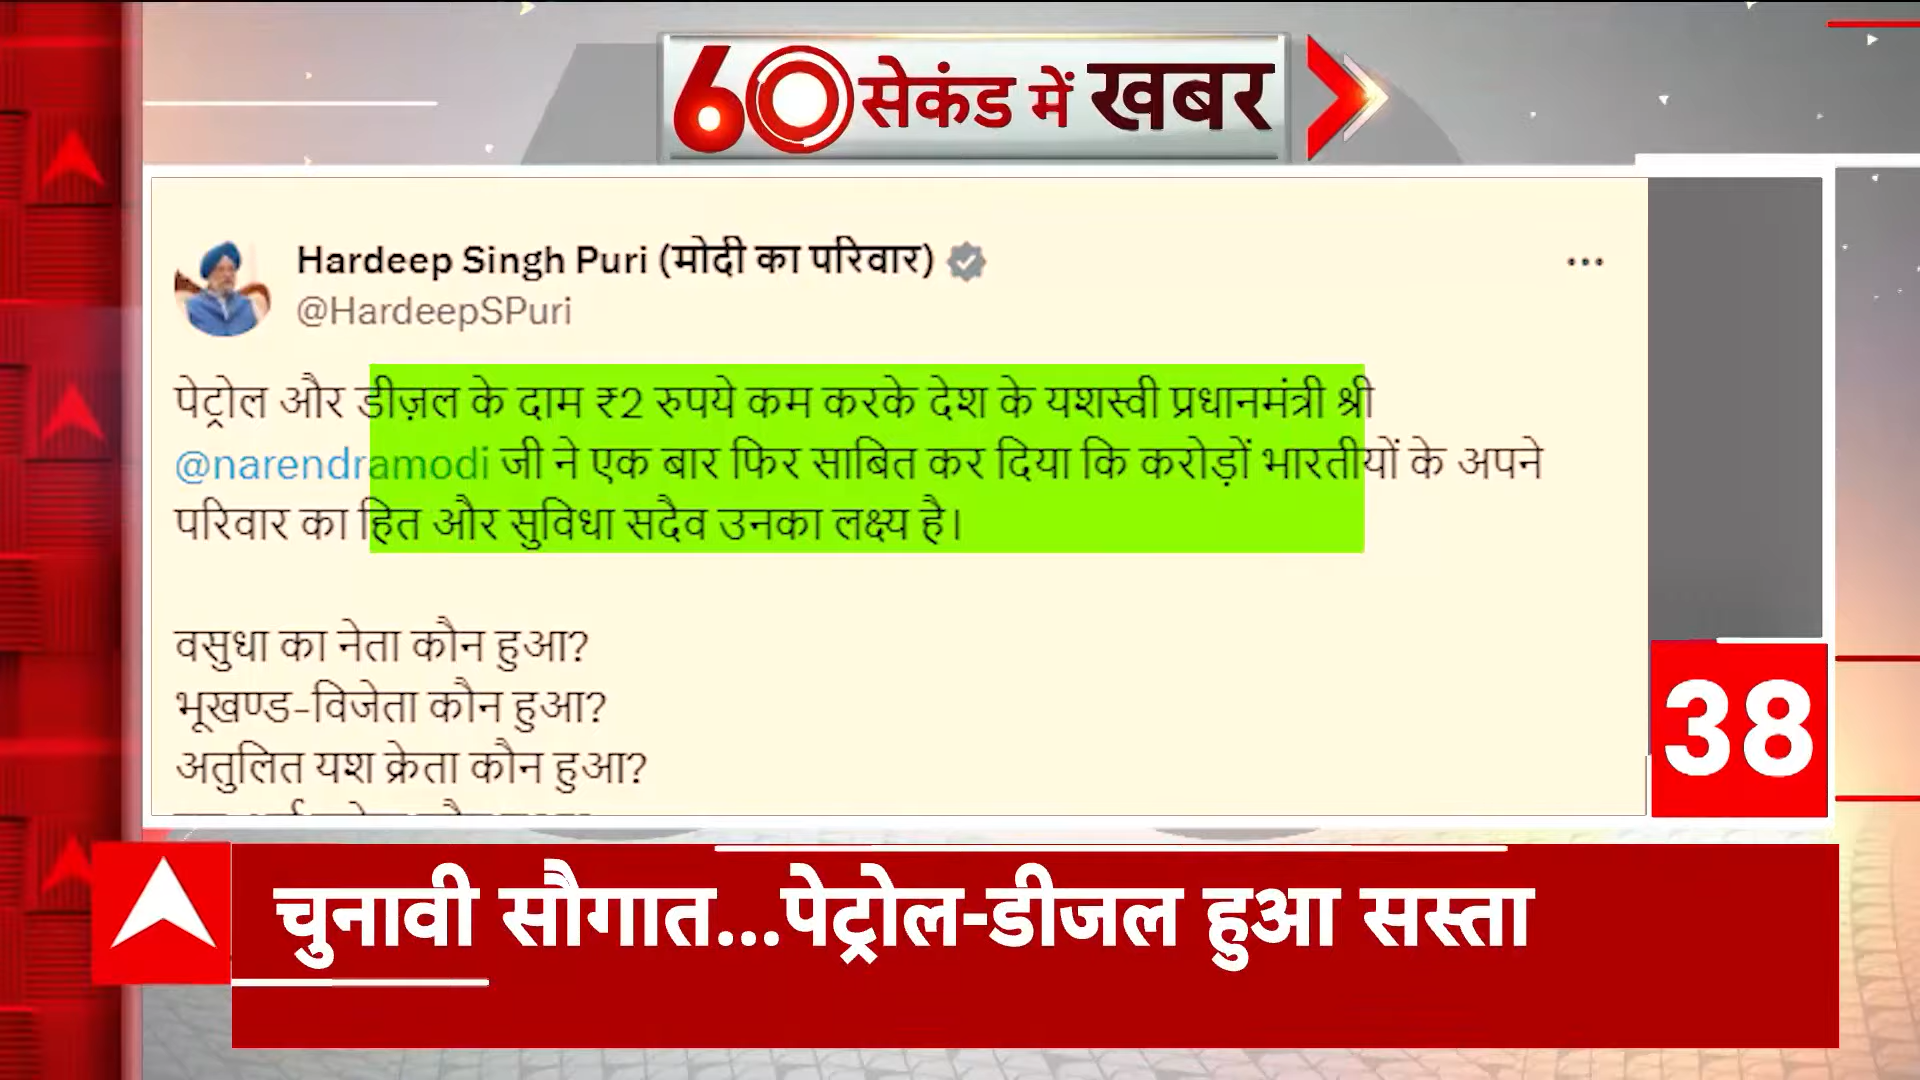 60 सेकंड में खबर
Hardeep Singh Puri (मोदी का परिवार)
@HardeepSPuri
पेट्रोल और डीज़ल के दाम ₹2 रुपये कम करके देश के यशस्वी प्रधानमंत्री श्री
@narendramodi जी ने एक बार फिर साबित कर दिया कि करोड़ों भारतीयों के अपने
परिवार का हित और सुविधा सदैव उनका लक्ष्य है।
वसुधा का नेता कौन हुआ?
भूखण्ड-विजेता कौन हुआ?
अतुलित यश क्रेता कौन हुआ?
38
चुनावी सौगात...पेट्रोल-डीजल हुआ सस्ता